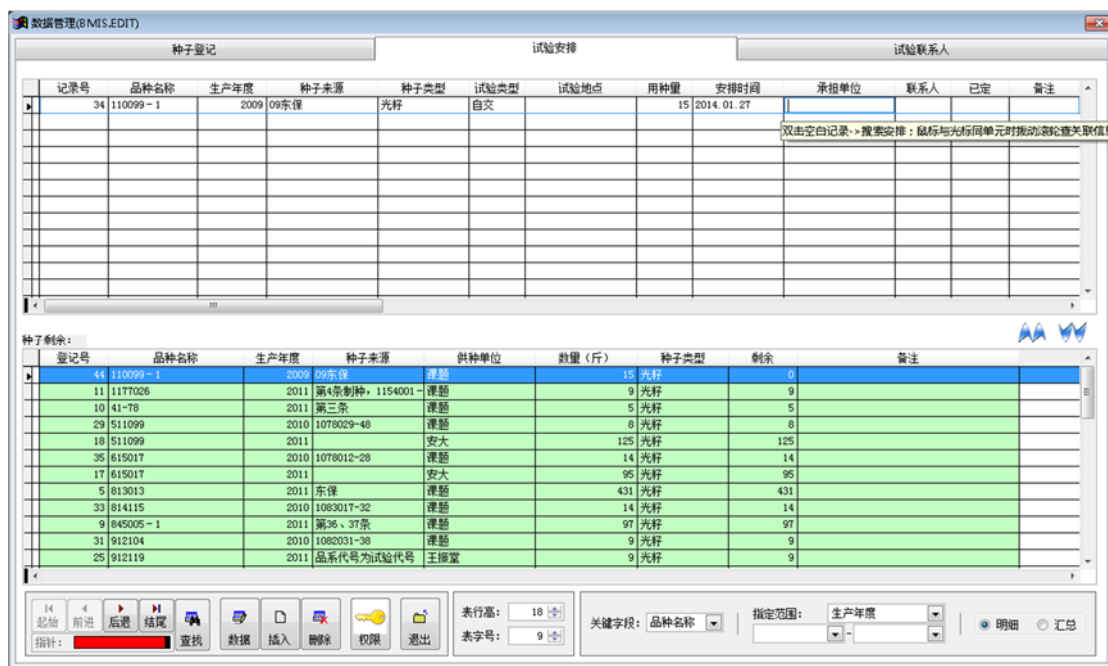 数据管理(BMIS.EDIT)
种子登记 试验安排 试验联系人
记录号 品种名称 生产年度 种子来源 种子类型 试验类型 试验地点 用种量 安排时间 承担单位 联系人 已定 备注
34 110099-1 2009 09东保 光籽 自交 15 2014.01.27
双击空白记录->搜索安排；鼠标与光标同单元时拨动滚轮查关联信息
种子剩余：
登记号 品种名称 生产年度 种子来源 供种单位 数量（斤） 种子类型 剩余 备注
44 110099-1 2009 09东保 课题 15 光籽 0
11 1177026 2011 第4条制种，1154001- 课题 9 光籽 9
10 41-78 2011 第三条 课题 5 光籽 5
29 511099 2010 1078029-48 课题 8 光籽 8
18 511099 2011 安大 125 光籽 125
35 615017 2010 1078012-28 课题 14 光籽 14
17 615017 2011 安大 95 光籽 95
5 813013 2011 东保 课题 431 光籽 431
33 814115 2010 1083017-32 课题 14 光籽 14
9 845005-1 2011 第36、37条 课题 97 光籽 97
31 912104 2010 1082031-38 课题 9 光籽 9
25 912119 2011 品系代号为试验代号 王振堂 9 光籽 9
起始 前进 后退 结尾 查找 数据 插入 删除 权限 退出
指针：
表行高： 18
表字号： 9
关键字段： 品种名称
指定范围： 生产年度
-
明细 汇总